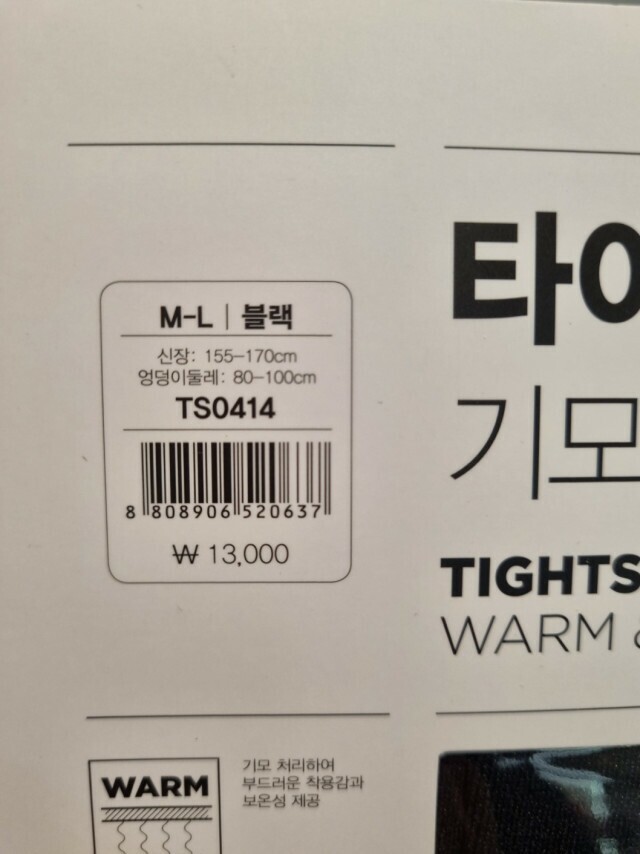 M-L | 블랙
신장: 155-170cm
엉덩이둘레: 80-100cm
TS0414
8 808906 520637
₩ 13,000
기모
TIGHTS
WARM &
WARM
기모 처리하여
부드러운 착용감과
보온성 제공